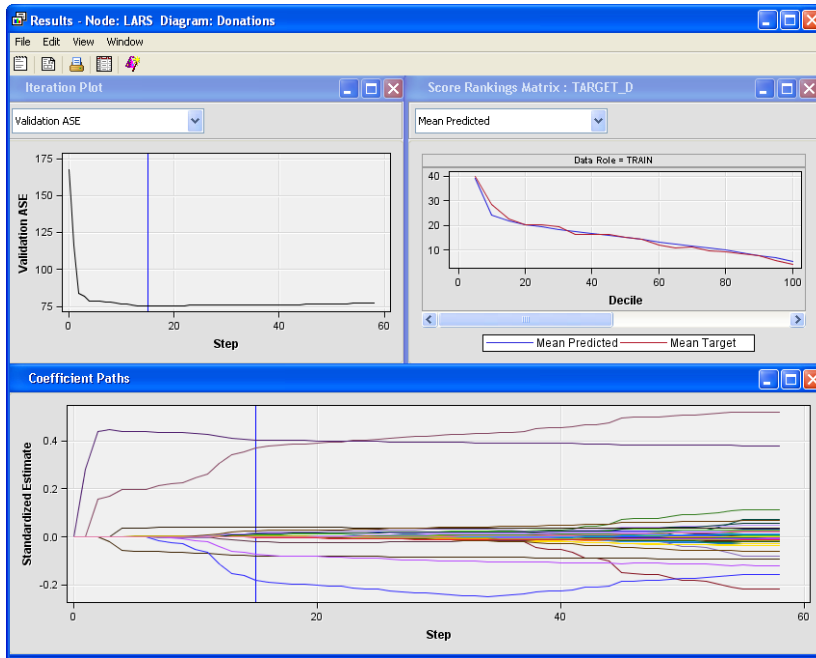 Results - Node: LARS Diagram: Donations
File Edit View Window
Iteration Plot
Validation ASE
175
150
125
100
75
Validation ASE
0 20 40 60
Step
Score Rankings Matrix : TARGET_D
Mean Predicted
Data Role = TRAIN
40
30
20
10
0 20 40 60 80 100
Decile
Mean Predicted Mean Target
Coefficient Paths
Standardized Estimate
0.4
0.2
0.0
-0.2
0 20 40 60
Step